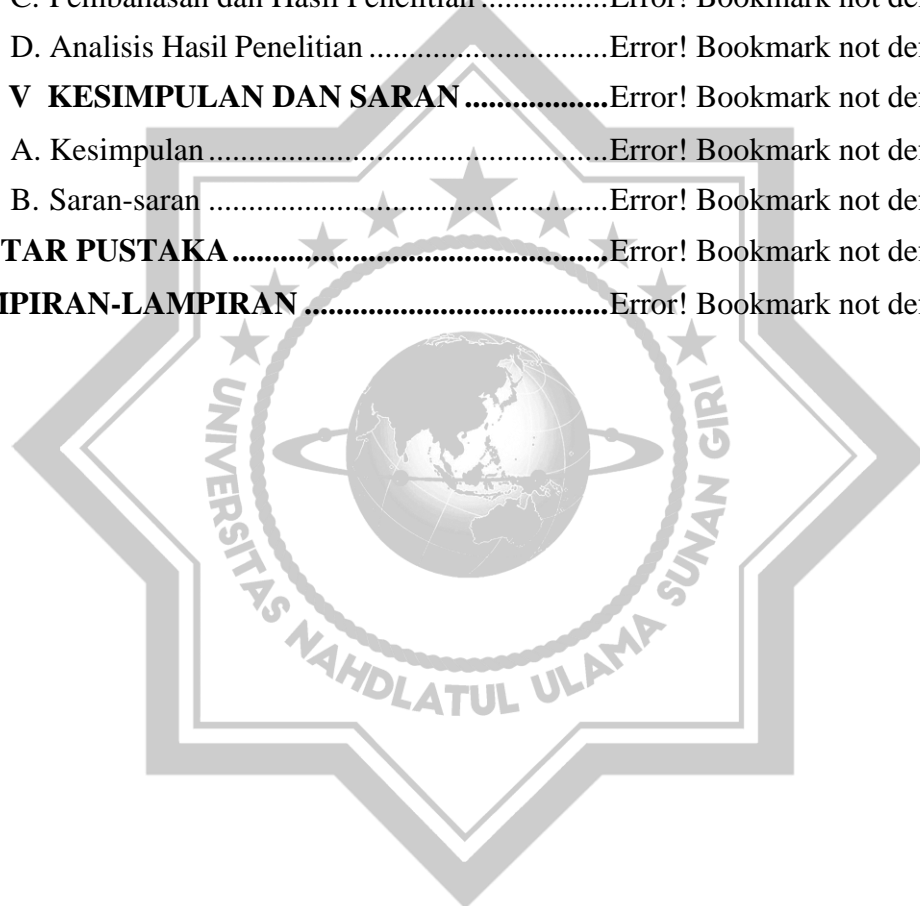 C. Pembahasan dan Hasil Penelitian ................Error! Bookmark not de
D. Analisis Hasil Penelitian ..............................Error! Bookmark not de
V KESIMPULAN DAN SARAN..................Error! Bookmark not de
A. Kesimpulan...................................................Error! Bookmark not de
B. Saran-saran ..................................................Error! Bookmark not de
TAR PUSTAKA...............................................Error! Bookmark not de
MPIRAN-LAMPIRAN ......................................Error! Bookmark not de
UNIVERSITAS NAHDLATUL ULAMA SUNAN GIRI